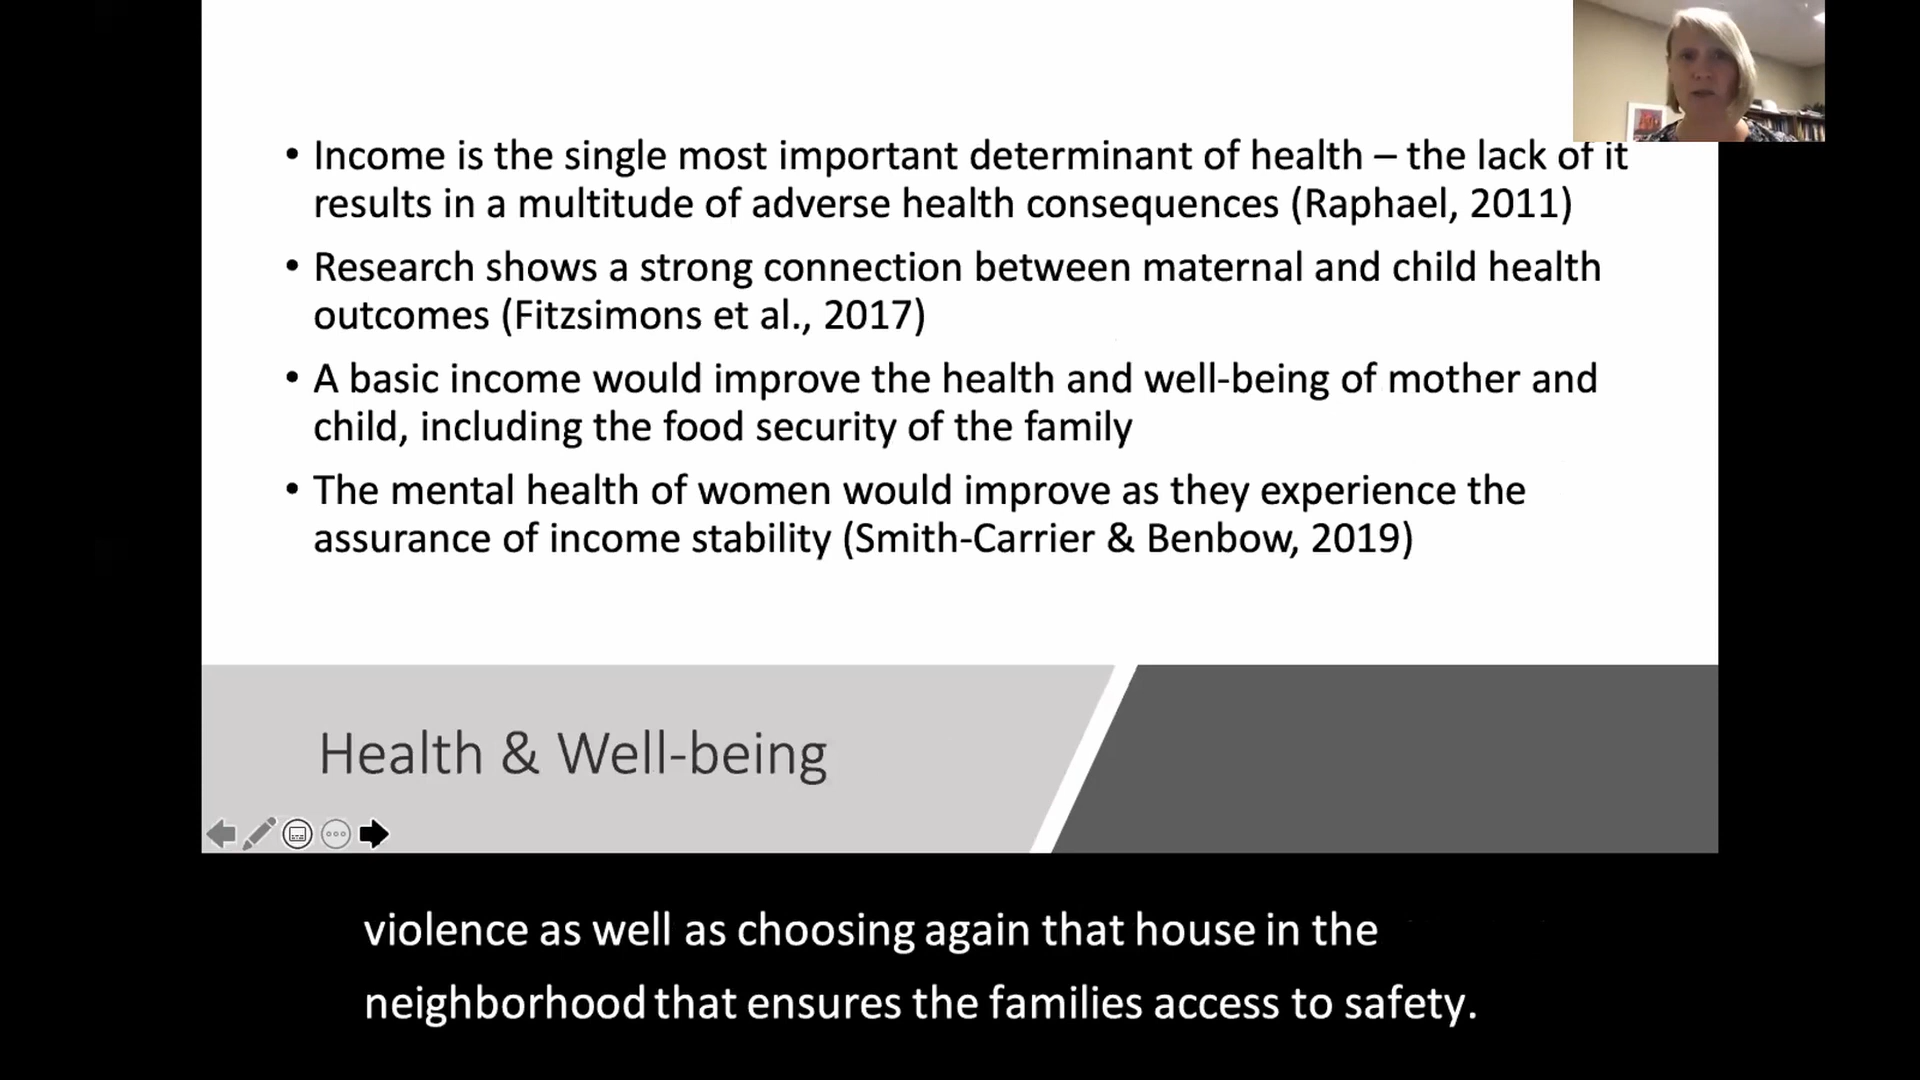 • Income is the single most important determinant of health – the lack of it
results in a multitude of adverse health consequences (Raphael, 2011)
• Research shows a strong connection between maternal and child health
outcomes (Fitzsimons et al., 2017)
• A basic income would improve the health and well-being of mother and
child, including the food security of the family
• The mental health of women would improve as they experience the
assurance of income stability (Smith-Carrier & Benbow, 2019)
Health & Well-being
violence as well as choosing again that house in the
neighborhood that ensures the families access to safety.